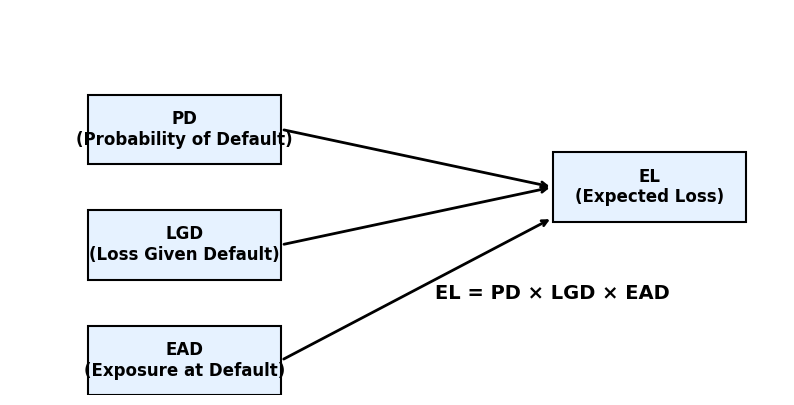 PD
(Probability of Default)
LGD
(Loss Given Default)
EAD
(Exposure at Default)
EL
(Expected Loss)
EL = PD × LGD × EAD